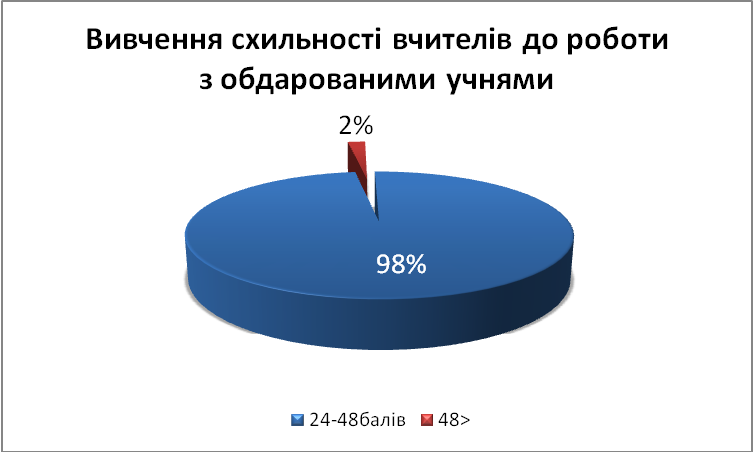 Вивчення схильності вчителів до роботи
з обдарованими учнями
2%
98%
24-48балів 48>